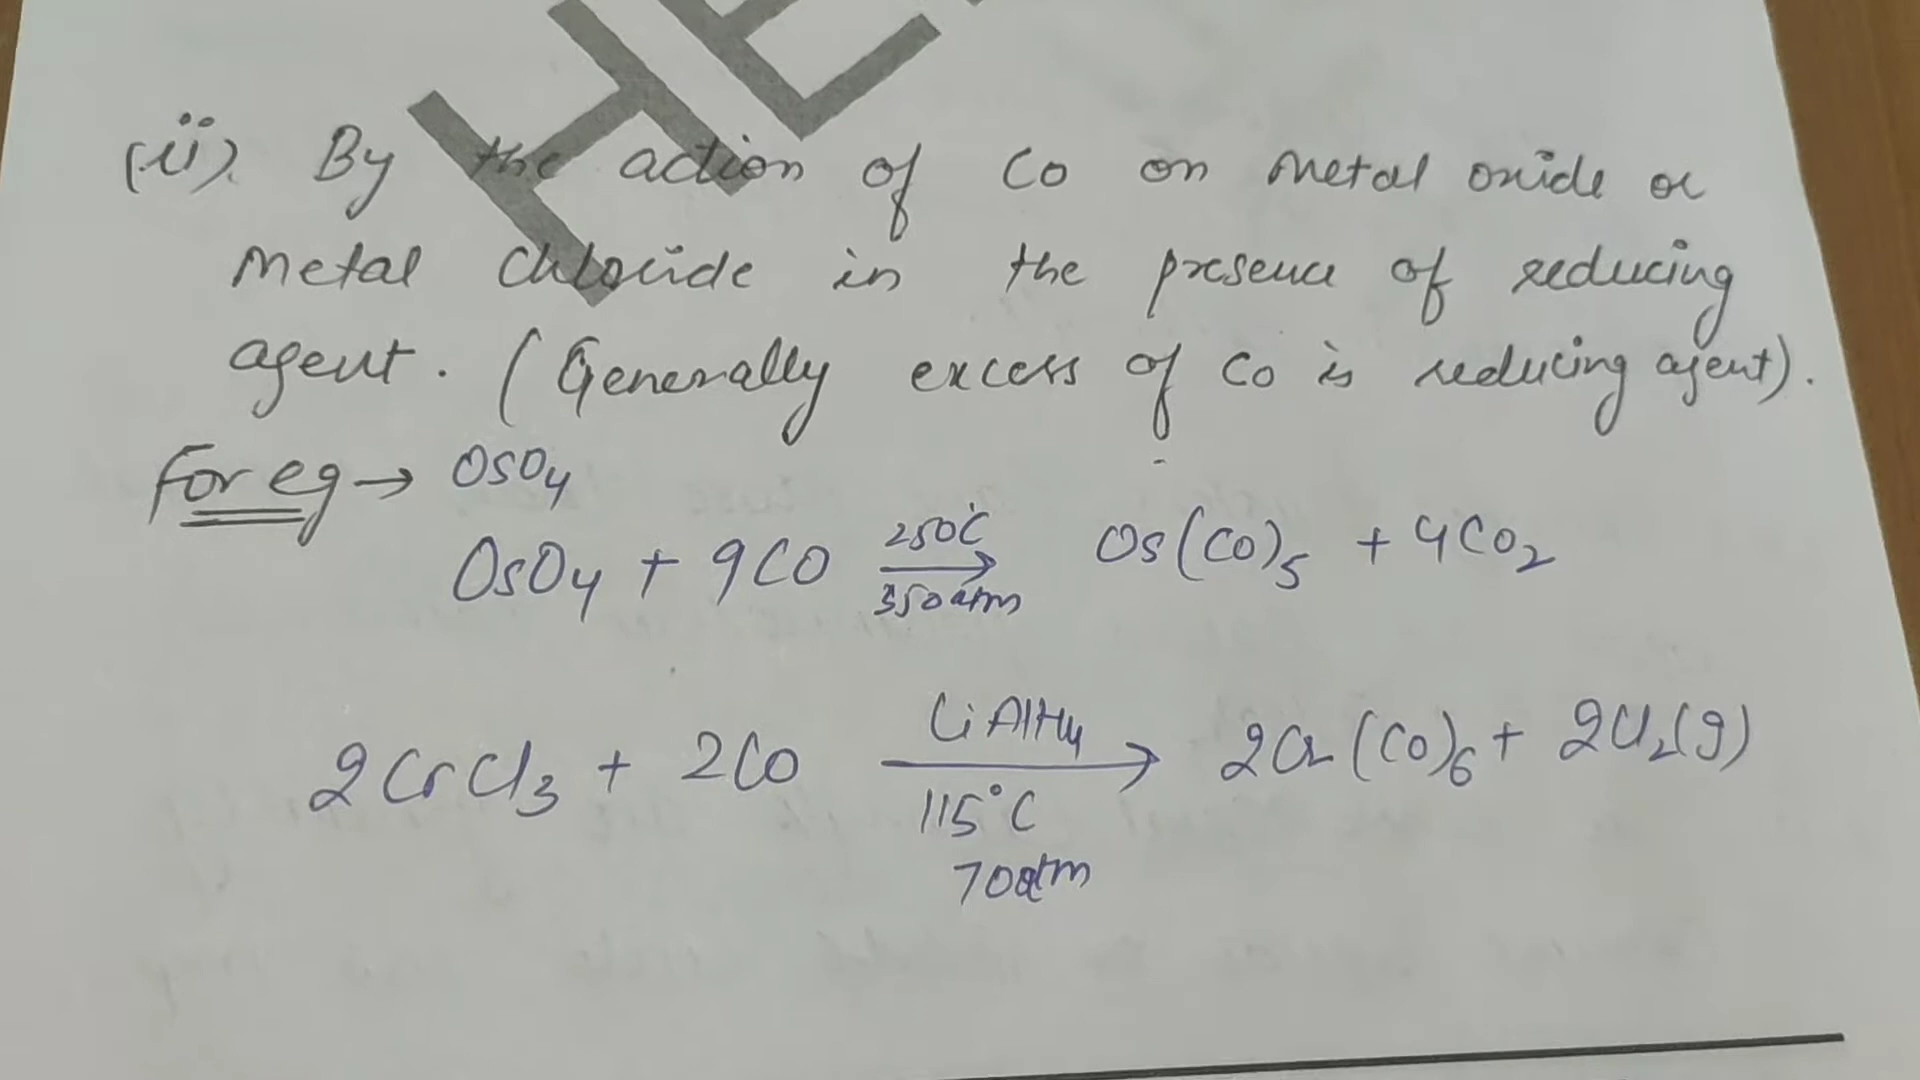 (ii). By the action of Co on metal oxide or
metal chloride in the presence of reducing
agent. (Generally excess of Co is reducing agent).
For eg → OsO4
OsO4 + 9CO 250°C → 350atm Os(CO)5 + 4CO2
2CrCl3 + 2CO LiAlH4 → 2Cr(CO)6 + 2Cl2(g)
115°C
70atm